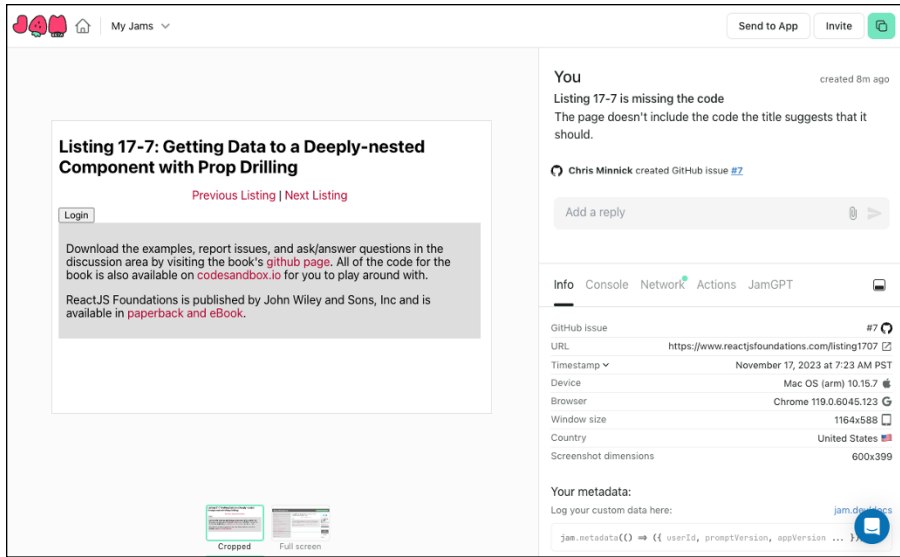 JAM
My Jams
Send to App
Invite
Listing 17-7: Getting Data to a Deeply-nested
Component with Prop Drilling
Previous Listing | Next Listing
Login
Download the examples, report issues, and ask/answer questions in the
discussion area by visiting the book's github page. All of the code for the
book is also available on codesandbox.io for you to play around with.
ReactJS Foundations is published by John Wiley and Sons, Inc and is
available in paperback and eBook.
Cropped
Full screen
You
created 8m ago
Listing 17-7 is missing the code
The page doesn't include the code the title suggests that it
should.
Chris Minnick created GitHub issue #7
Add a reply
Info Console Network Actions JamGPT
GitHub issue #7
URL https://www.reactjsfoundations.com/listing1707
Timestamp November 17, 2023 at 7:23 AM PST
Device Mac OS (arm) 10.15.7
Browser Chrome 119.0.6045.123
Window size 1164x588
Country United States
Screenshot dimensions 600x399
Your metadata:
Log your custom data here: jam.dev/docs
jam.metadata(() => ({ userId, promptVersion, appVersion ... })